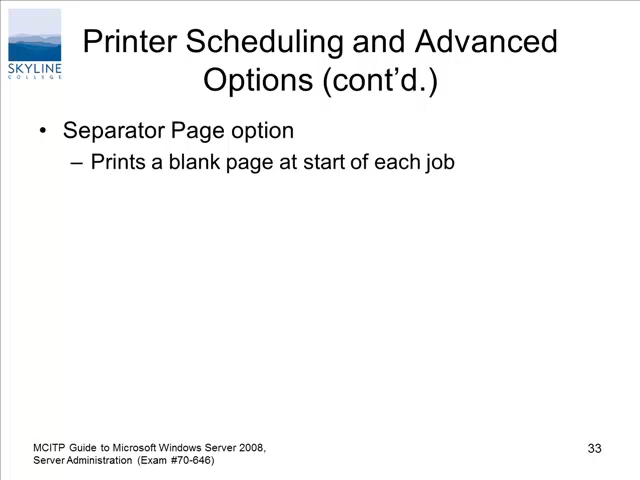 SKYLINE
COLLEGE
Printer Scheduling and Advanced
Options (cont’d.)
• Separator Page option
– Prints a blank page at start of each job
MCITP Guide to Microsoft Windows Server 2008,
Server Administration (Exam #70-646)
33